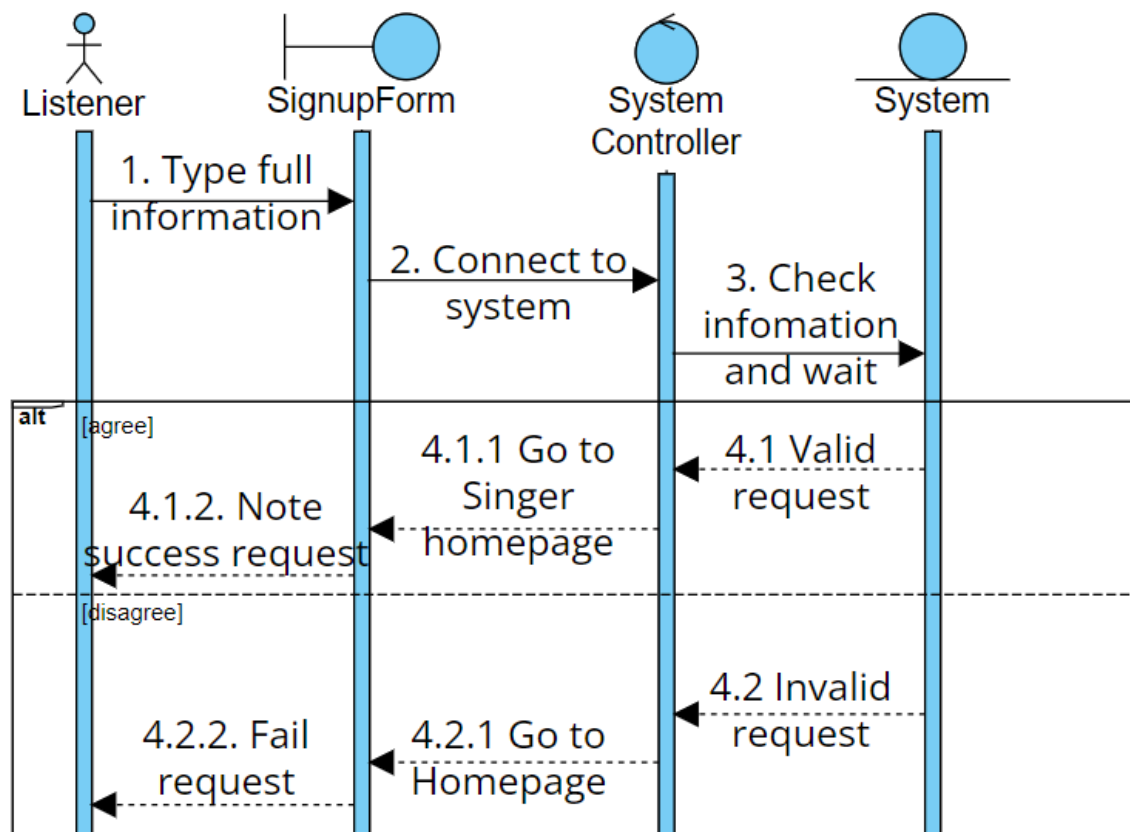 Listener
SignupForm
System
Controller
System
1. Type full
information
2. Connect to
system
3. Check
infomation
and wait
alt
[agree]
4.1 Valid
request
4.1.1 Go to
Singer
homepage
4.1.2. Note
success request
[disagree]
4.2 Invalid
request
4.2.1 Go to
Homepage
4.2.2. Fail
request